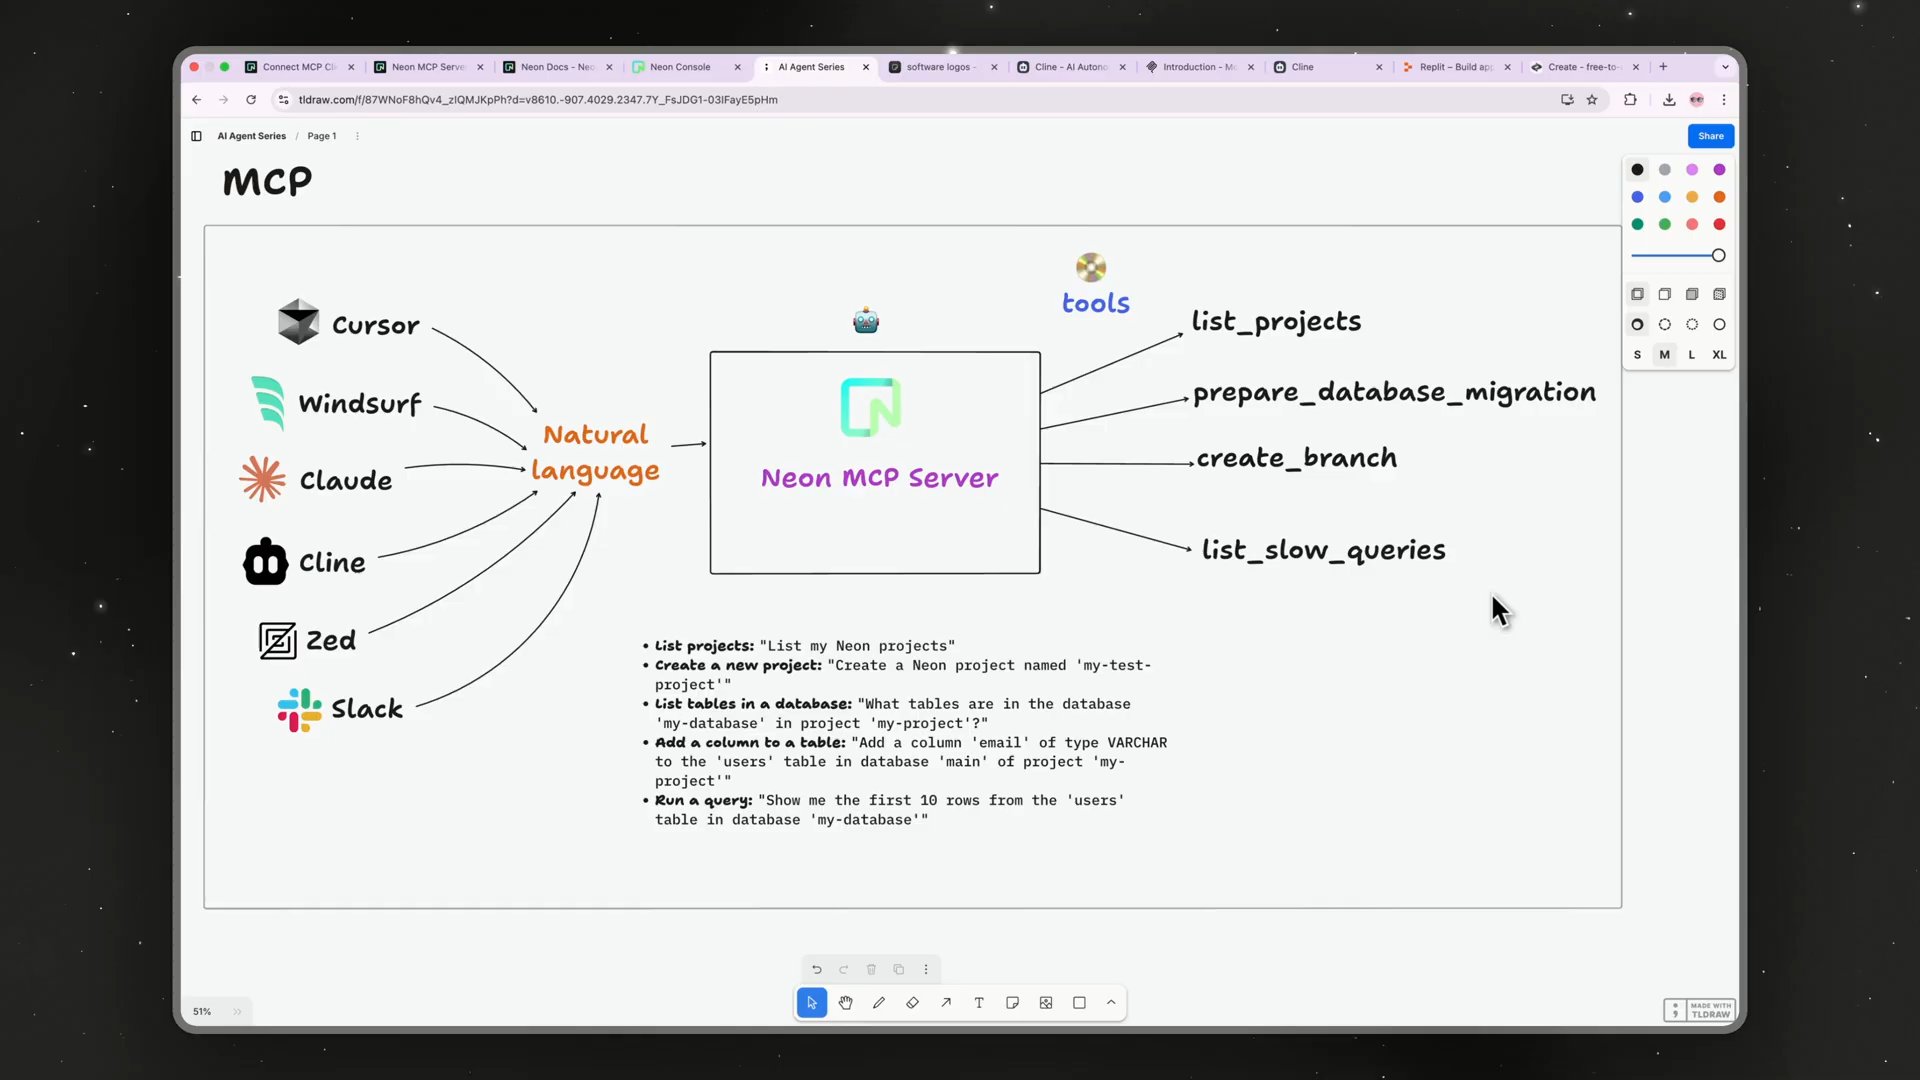 Connect MCP Cli
Neon MCP Serve
Neon Docs - Neo
Neon Console
AI Agent Series
software logos -
Cline - AI Autono
Introduction - Mo
Cline
Replit – Build app
Create - free-to-
tldraw.com/f/87WNoF8hQv4_zIQMJKpPh?d=v8610.-907.4029.2347.7Y_FsJDG1-03IFayE5pHm
AI Agent Series / Page 1
Share
MCP
tools
Cursor
Windsurf
Claude
Cline
Zed
Slack
Natural
language
Neon MCP Server
list_projects
prepare_database_migration
create_branch
list_slow_queries
S M L XL
• List projects: "List my Neon projects"
• Create a new project: "Create a Neon project named 'my-test-
project'"
• List tables in a database: "What tables are in the database
'my-database' in project 'my-project'?"
• Add a column to a table: "Add a column 'email' of type VARCHAR
to the 'users' table in database 'main' of project 'my-
project'"
• Run a query: "Show me the first 10 rows from the 'users'
table in database 'my-database'"
51%
MADE WITH
TLDRAW